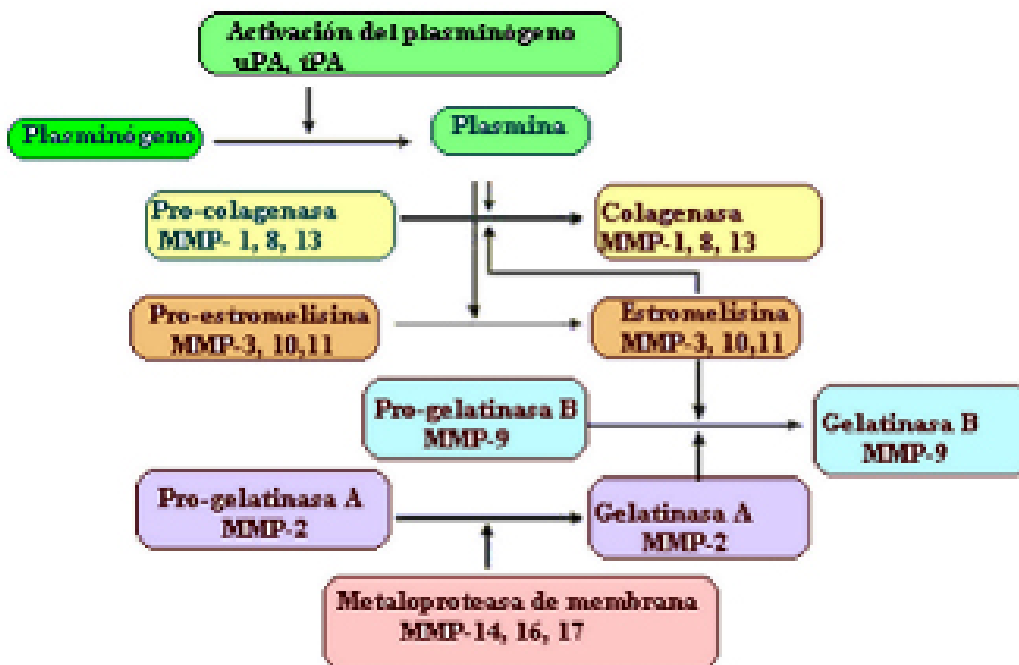 Activación del plasminógeno
uPA, tPA
Plasminógeno
Plasmina
Pro-colagenasa
MMP- 1, 8, 13
Colagenasa
MMP-1, 8, 13
Pro-estromelisina
MMP-3, 10,11
Estromelisina
MMP-3, 10,11
Pro-gelatinasa B
MMP-9
Gelatinasa B
MMP-9
Pro-gelatinasa A
MMP-2
Gelatinasa A
MMP-2
Metaloproteasa de membrana
MMP-14, 16, 17